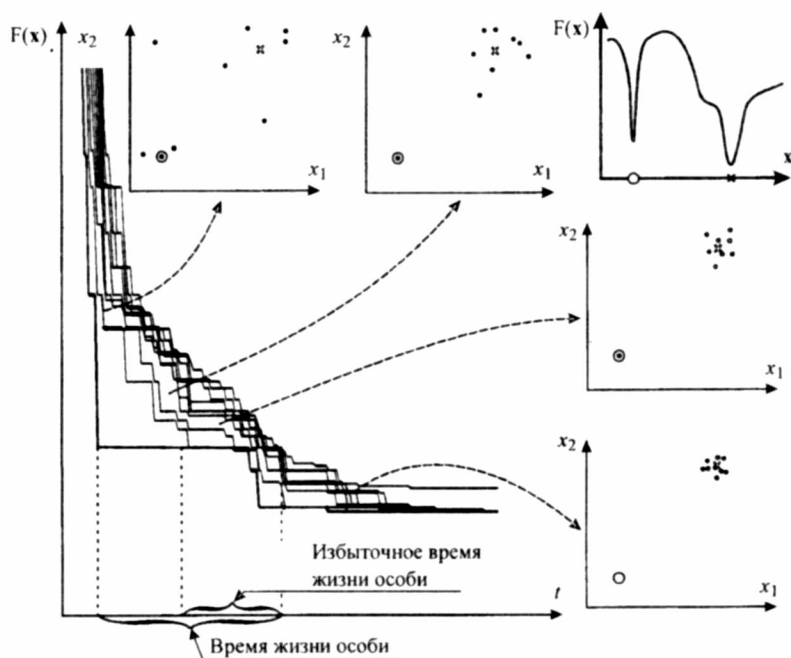 F(x)
x₂
x₁
x₂
x₁
F(x)
x
x₂
x₁
x₂
x₁
Избыточное время
жизни особи
t
Время жизни особи